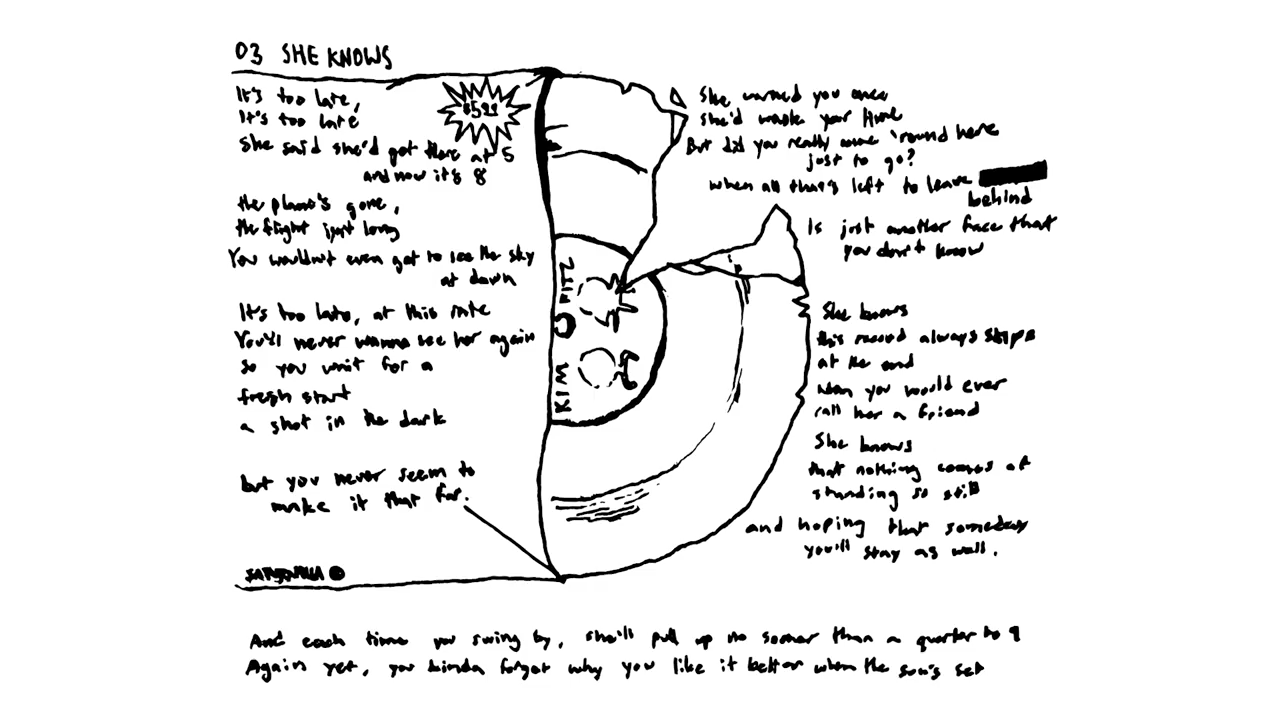 03 SHE KNOWS
It's too late,
It's too late
She said she'd get there at 5
and now it's 8
the plane's gone,
the flight just long
You wouldn't even get to see the sky
at dawn
It's too late, at this rate
You'll never wanna see her again
so you wait for a
fresh start
a shot in the dark
but you never seem to
make it that far.
$5.99
KIM
She warned you once
She'd waste your time
But did you really come 'round here
just to go?
when all that's left to leave
behind
Is just another face that
you don't know
She knows
this record always skips
at the end
when you would ever
call her a friend
She knows
that nothing comes of
standing so still
and hoping that someday
you'll stay as well.
And each time you swing by, she'll pull up no sooner than a quarter to 9
Again yet, you kinda forget why you like it better when the sun's set